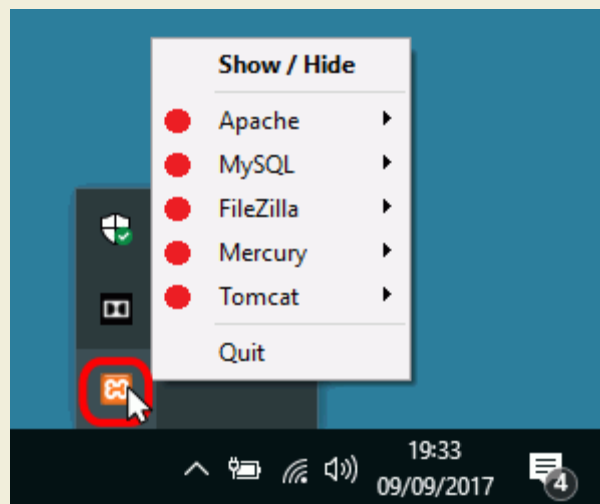 Show / Hide
Apache
MySQL
FileZilla
Mercury
Tomcat
Quit
19:33
09/09/2017
4